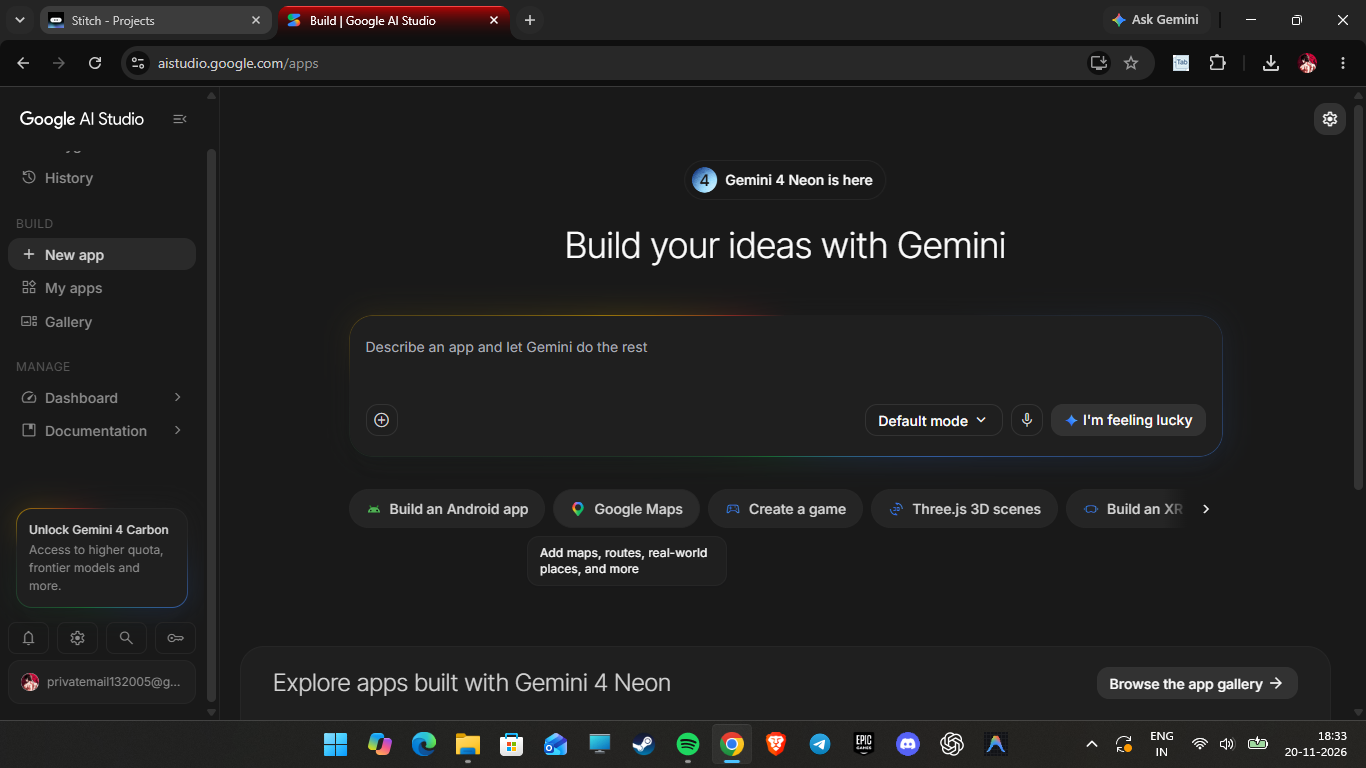 Stitch - Projects
Build | Google AI Studio
Ask Gemini
aistudio.google.com/apps
Tab
Google AI Studio
History
BUILD
New app
My apps
Gallery
MANAGE
Dashboard
Documentation
Unlock Gemini 4 Carbon
Access to higher quota,
frontier models and
more.
privatemail132005@g...
4 Gemini 4 Neon is here
Build your ideas with Gemini
Describe an app and let Gemini do the rest
Default mode
I'm feeling lucky
Build an Android app
Google Maps
Create a game
Three.js 3D scenes
Build an XR
Add maps, routes, real-world
places, and more
Explore apps built with Gemini 4 Neon
Browse the app gallery
EPIC
GAMES
ENG
IN
18:33
20-11-2026